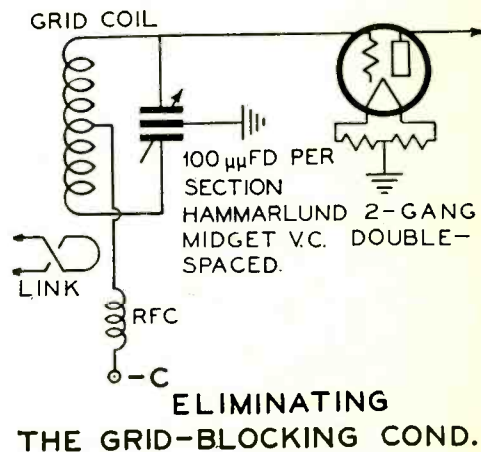 GRID COIL
100 µµFD PER
SECTION
HAMMARLUND 2-GANG
MIDGET V.C. DOUBLE-
SPACED.
LINK
RFC
-C
ELIMINATING
THE GRID-BLOCKING COND.